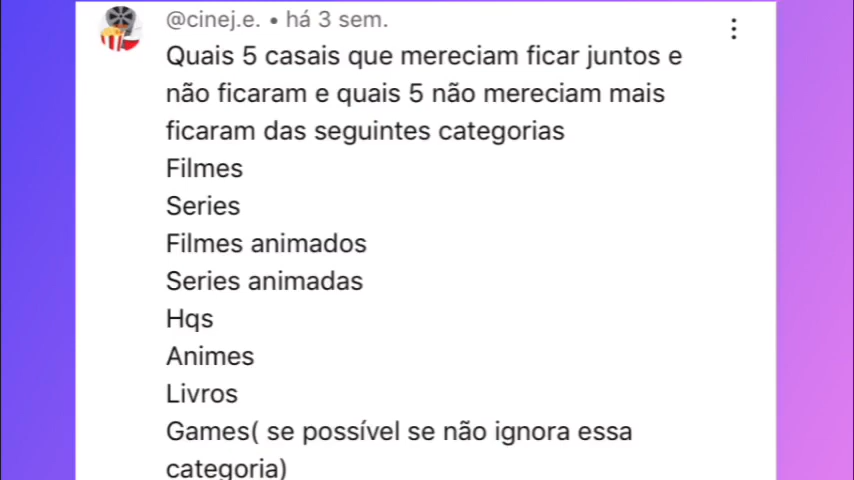 @cinej.e. • há 3 sem.
Quais 5 casais que mereciam ficar juntos e
não ficaram e quais 5 não mereciam mais
ficaram das seguintes categorias
Filmes
Series
Filmes animados
Series animadas
Hqs
Animes
Livros
Games( se possível se não ignora essa
categoria)